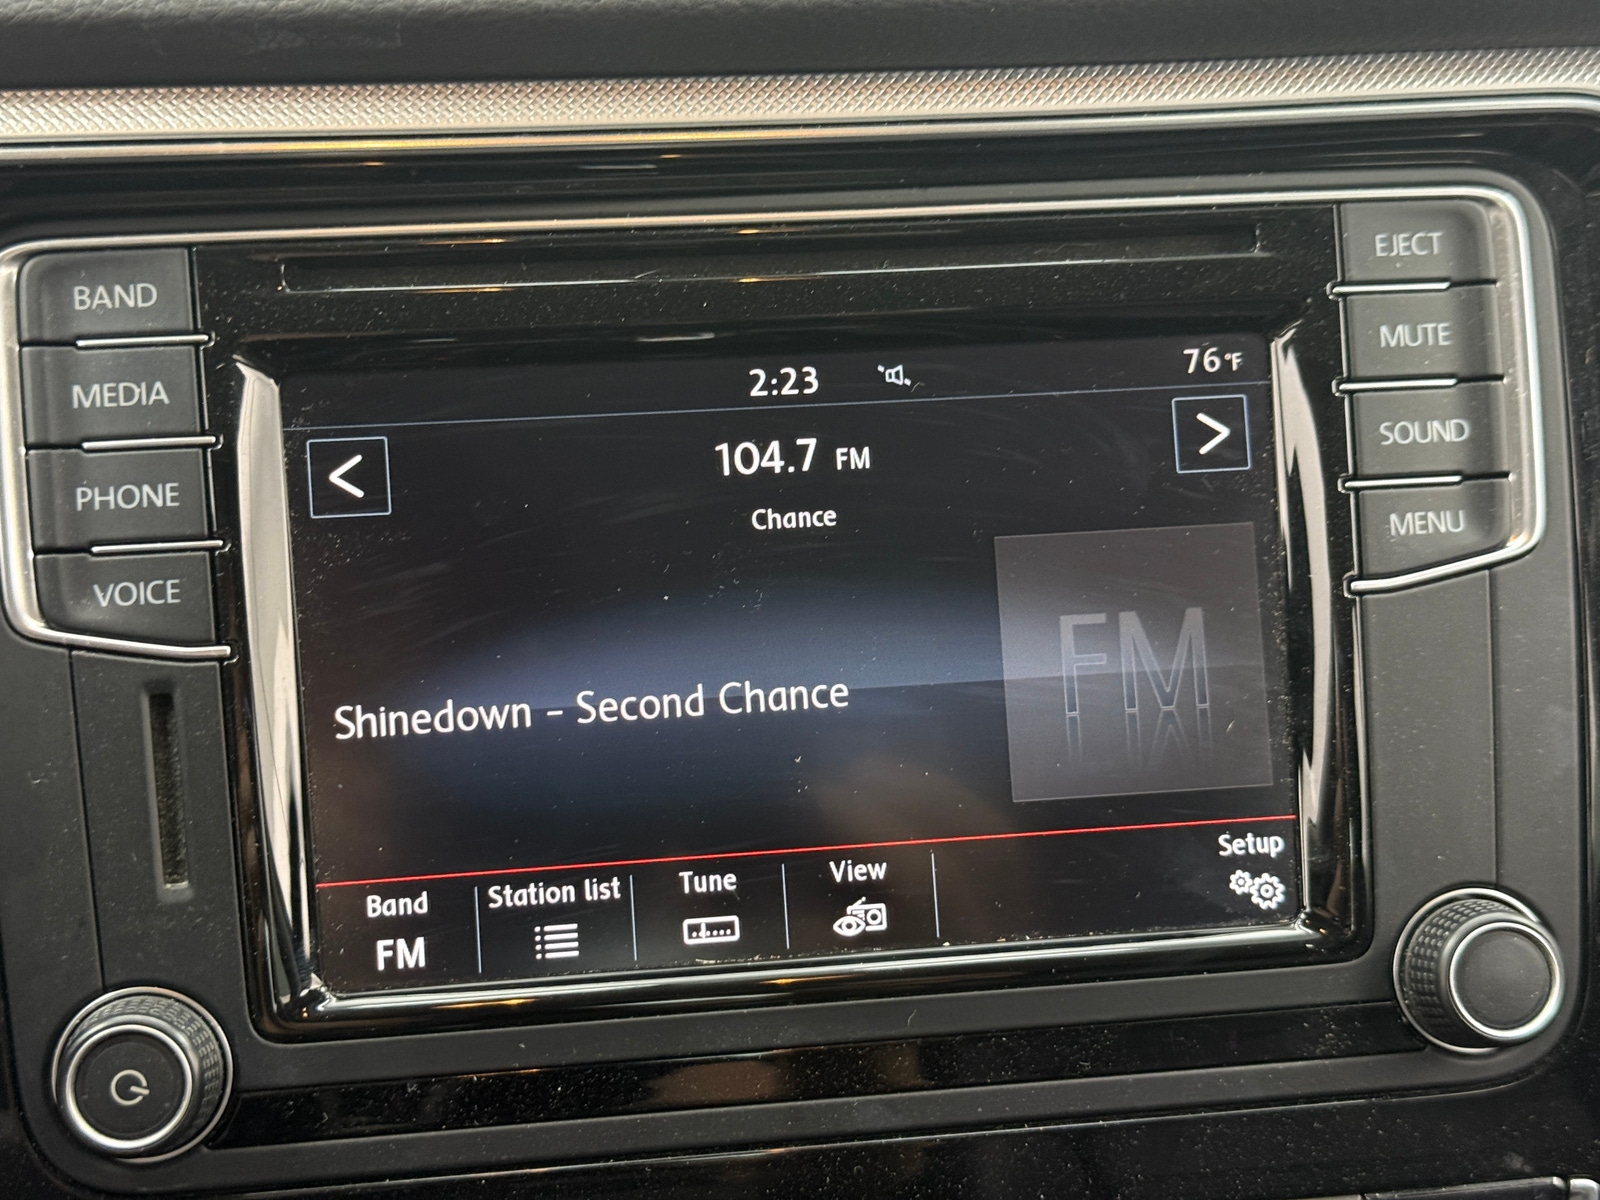 BAND
MEDIA
PHONE
VOICE
EJECT
MUTE
SOUND
MENU
2:23
76°F
<
104.7 FM
>
Chance
FM
Shinedown - Second Chance
Band
FM
Station list
Tune
View
Setup